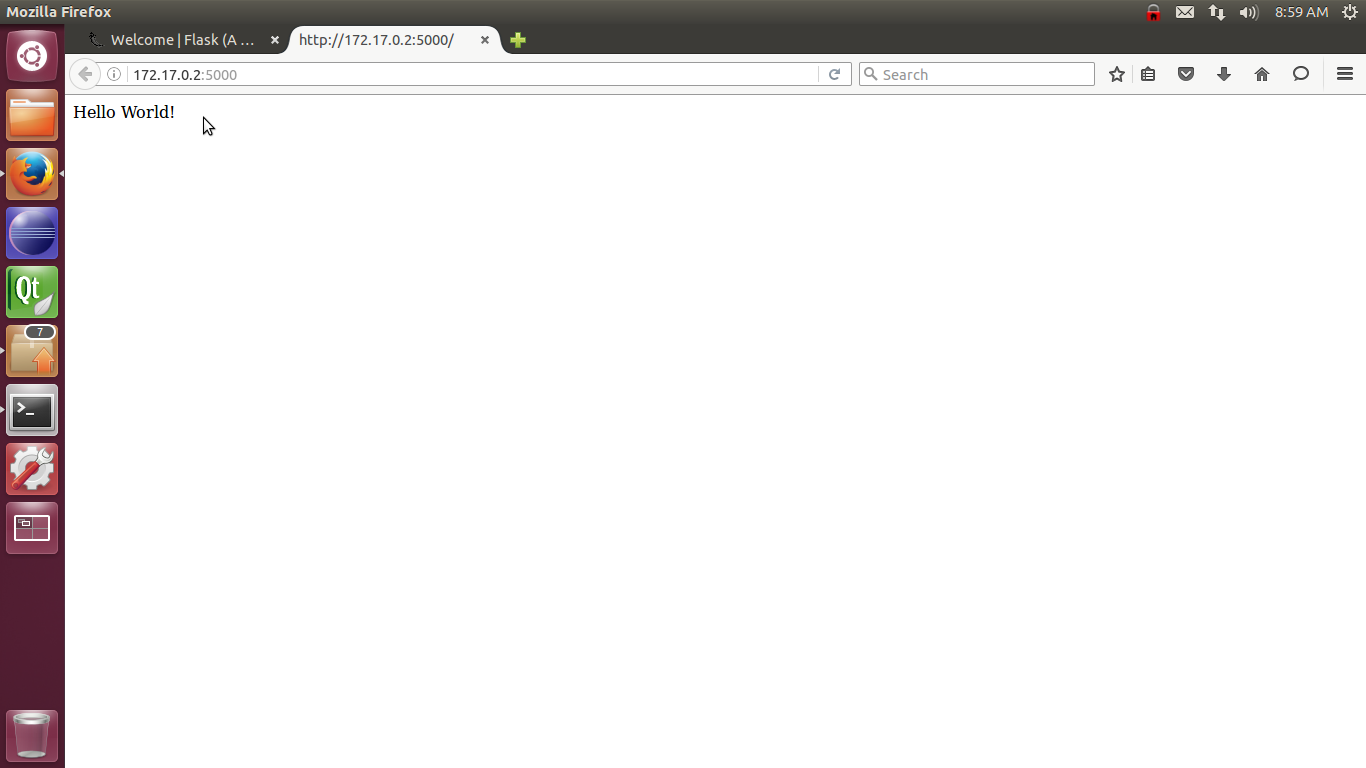 Mozilla Firefox
8:59 AM
Welcome | Flask (A ...
http://172.17.0.2:5000/
172.17.0.2:5000
Search
Hello World!
Qt
7
>_